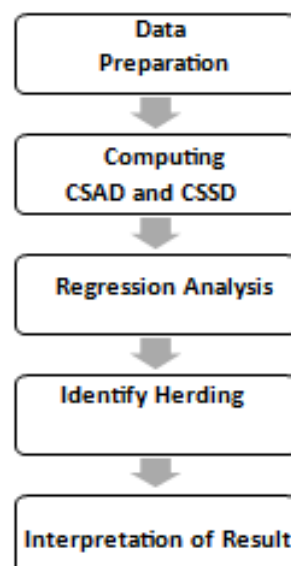 Data
Preparation
Computing
CSAD and CSSD
Regression Analysis
Identify Herding
Interpretation of Result